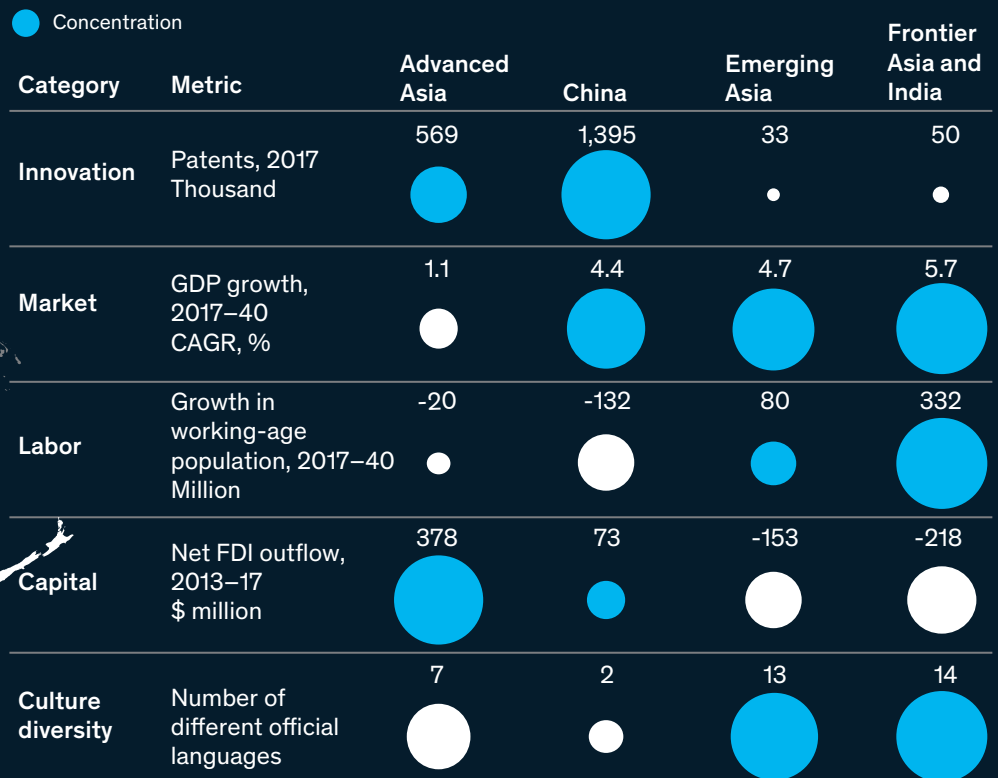 Concentration
Category Metric Advanced Asia China Emerging Asia Frontier Asia and India
569 1,395 33 50
Innovation
Patents, 2017
Thousand
1.1 4.4 4.7 5.7
Market
GDP growth,
2017–40
CAGR, %
-20 -132 80 332
Labor
Growth in
working-age
population, 2017–40
Million
378 73 -153 -218
Capital
Net FDI outflow,
2013–17
$ million
7 2 13 14
Culture
diversity
Number of
different official
languages